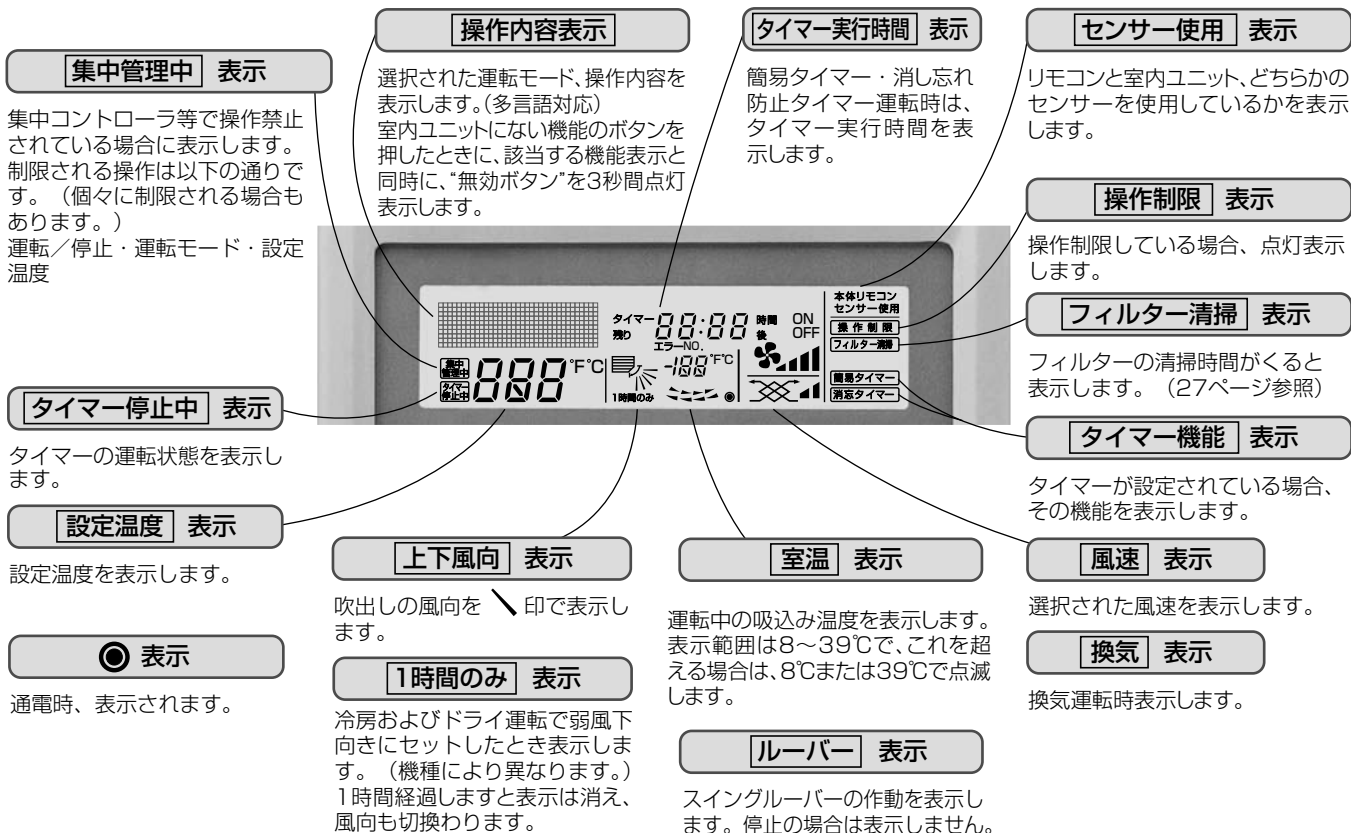 集中管理中 表示
集中コントローラ等で操作禁止
されている場合に表示します。
制限される操作は以下の通りで
す。（個々に制限される場合も
あります。）
運転／停止・運転モード・設定
温度
操作内容表示
選択された運転モード、操作内容を
表示します。(多言語対応)
室内ユニットにない機能のボタンを
押したときに、該当する機能表示と
同時に、“無効ボタン”を3秒間点灯
表示します。
タイマー実行時間 表示
簡易タイマー・消し忘れ
防止タイマー運転時は、
タイマー実行時間を表
示します。
センサー使用 表示
リモコンと室内ユニット、どちらかの
センサーを使用しているかを表示
します。
操作制限 表示
操作制限している場合、点灯表示
します。
フィルター清掃 表示
フィルターの清掃時間がくると
表示します。（27ページ参照）
タイマー機能 表示
タイマーが設定されている場合、
その機能を表示します。
風速 表示
選択された風速を表示します。
換気 表示
換気運転時表示します。
タイマー 88:88 時間 ON
残り 後 OFF
エラーNO.
本体リモコン
センサー使用
操作制限
フィルター清掃
集中
管理中
タイマー
停止中
888 °F°C
-188 °F°C
1時間のみ
簡易タイマー
消忘タイマー
タイマー停止中 表示
タイマーの運転状態を表示し
ます。
設定温度 表示
設定温度を表示します。
◉ 表示
通電時、表示されます。
上下風向 表示
吹出しの風向を \ 印で表示し
ます。
1時間のみ 表示
冷房およびドライ運転で弱風下
向きにセットしたとき表示しま
す。（機種により異なります。）
1時間経過しますと表示は消え、
風向も切換わります。
室温 表示
運転中の吸込み温度を表示します。
表示範囲は8～39℃で、これを超
える場合は、8℃または39℃で点滅
します。
ルーバー 表示
スイングルーバーの作動を表示し
ます。停止の場合は表示しません。